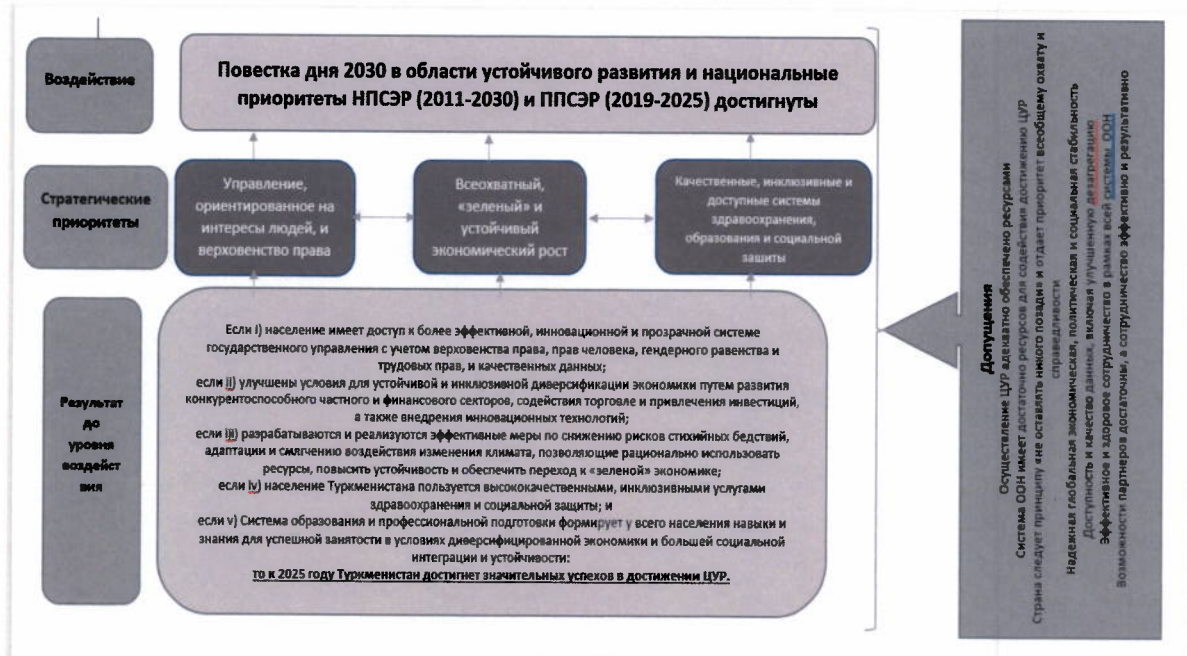 Воздействие
Повестка дня 2030 в области устойчивого развития и национальные
приоритеты НПСЭР (2011-2030) и ППСЭР (2019-2025) достигнуты
Стратегические
приоритеты
Управление,
ориентированное на
интересы людей, и
верховенство права
Всеохватный,
«зеленый» и
устойчивый
экономический рост
Качественные, инклюзивные и
доступные системы
здравоохранения,
образования и социальной
защиты
Результат
до
уровня
воздейст
вия
Если i) население имеет доступ к более эффективной, инновационной и прозрачной системе
государственного управления с учетом верховенства права, прав человека, гендерного равенства и
трудовых прав, и качественных данных;
если ii) улучшены условия для устойчивой и инклюзивной диверсификации экономики путем развития
конкурентоспособного частного и финансового секторов, содействия торговле и привлечения инвестиций,
а также внедрения инновационных технологий;
если iii) разрабатываются и реализуются эффективные меры по снижению рисков стихийных бедствий,
адаптации и смягчению воздействия изменения климата, позволяющие рационально использовать
ресурсы, повысить устойчивость и обеспечить переход к «зеленой» экономике;
если iv) население Туркменистана пользуется высококачественными, инклюзивными услугами
здравоохранения и социальной защиты; и
если v) Система образования и профессиональной подготовки формирует у всего населения навыки и
знания для успешной занятости в условиях диверсифицированной экономики и большей социальной
интеграции и устойчивости:
то к 2025 году Туркменистан достигнет значительных успехов в достижении ЦУР.
Допущения
Осуществление ЦУР адекватно обеспечено ресурсами
Система ООН имеет достаточно ресурсов для содействия достижению ЦУР
Страна следует принципу «не оставлять никого позади» и отдает приоритет всеобщему охвату и
справедливости
Надежная глобальная экономическая, политическая и социальная стабильность
Доступность и качество данных, включая улучшенную дезагрегацию
Эффективное и здоровое сотрудничество в рамках всей системы ООН
Возможности партнеров достаточны, а сотрудничество эффективно и результативно